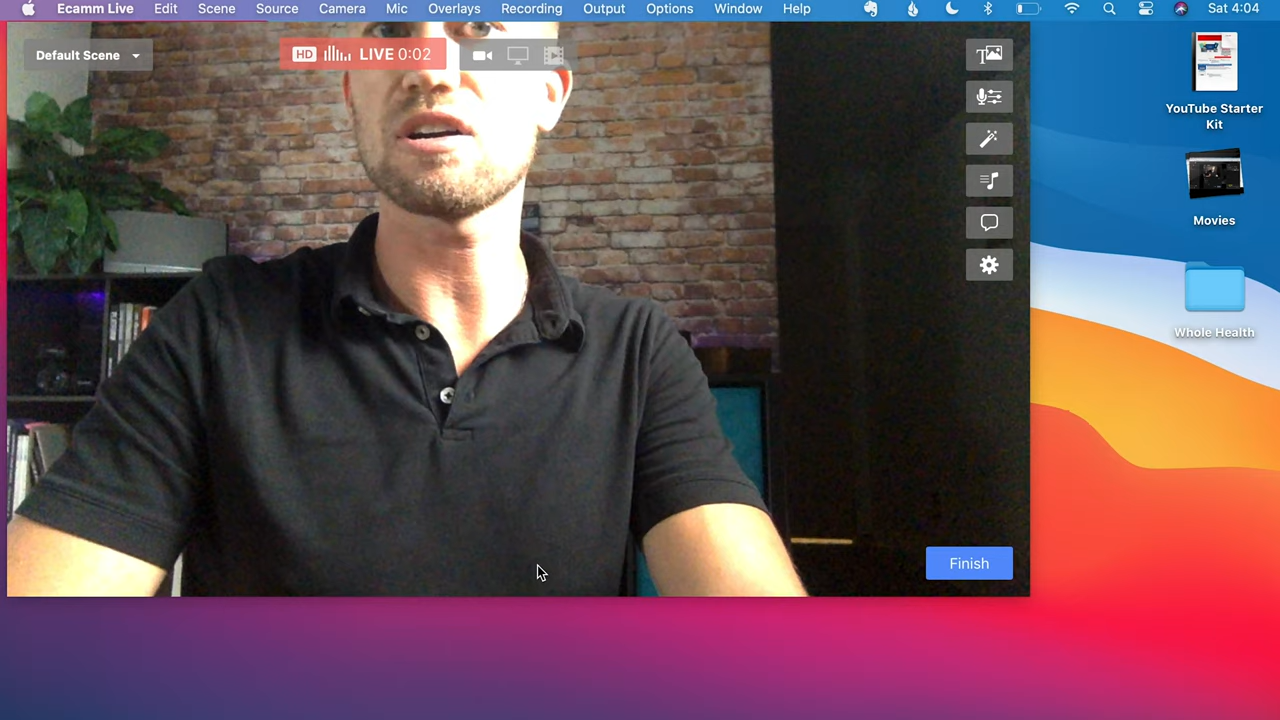 Ecamm Live Edit Scene Source Camera Mic Overlays Recording Output Options Window Help Sat 4:04
Default Scene
HD LIVE 0:02
YouTube Starter
Kit
Movies
Whole Health
Finish